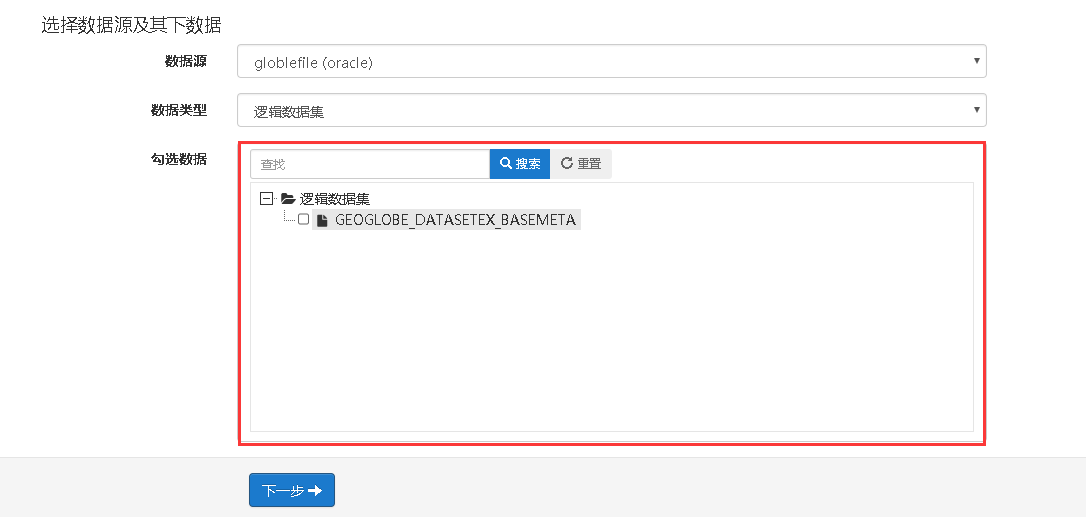 选择数据源及其下数据
数据源
globlefile (oracle)
数据类型
逻辑数据集
勾选数据
查找
搜索
重置
逻辑数据集
GEOGLOBE_DATASETEX_BASEMETA
下一步